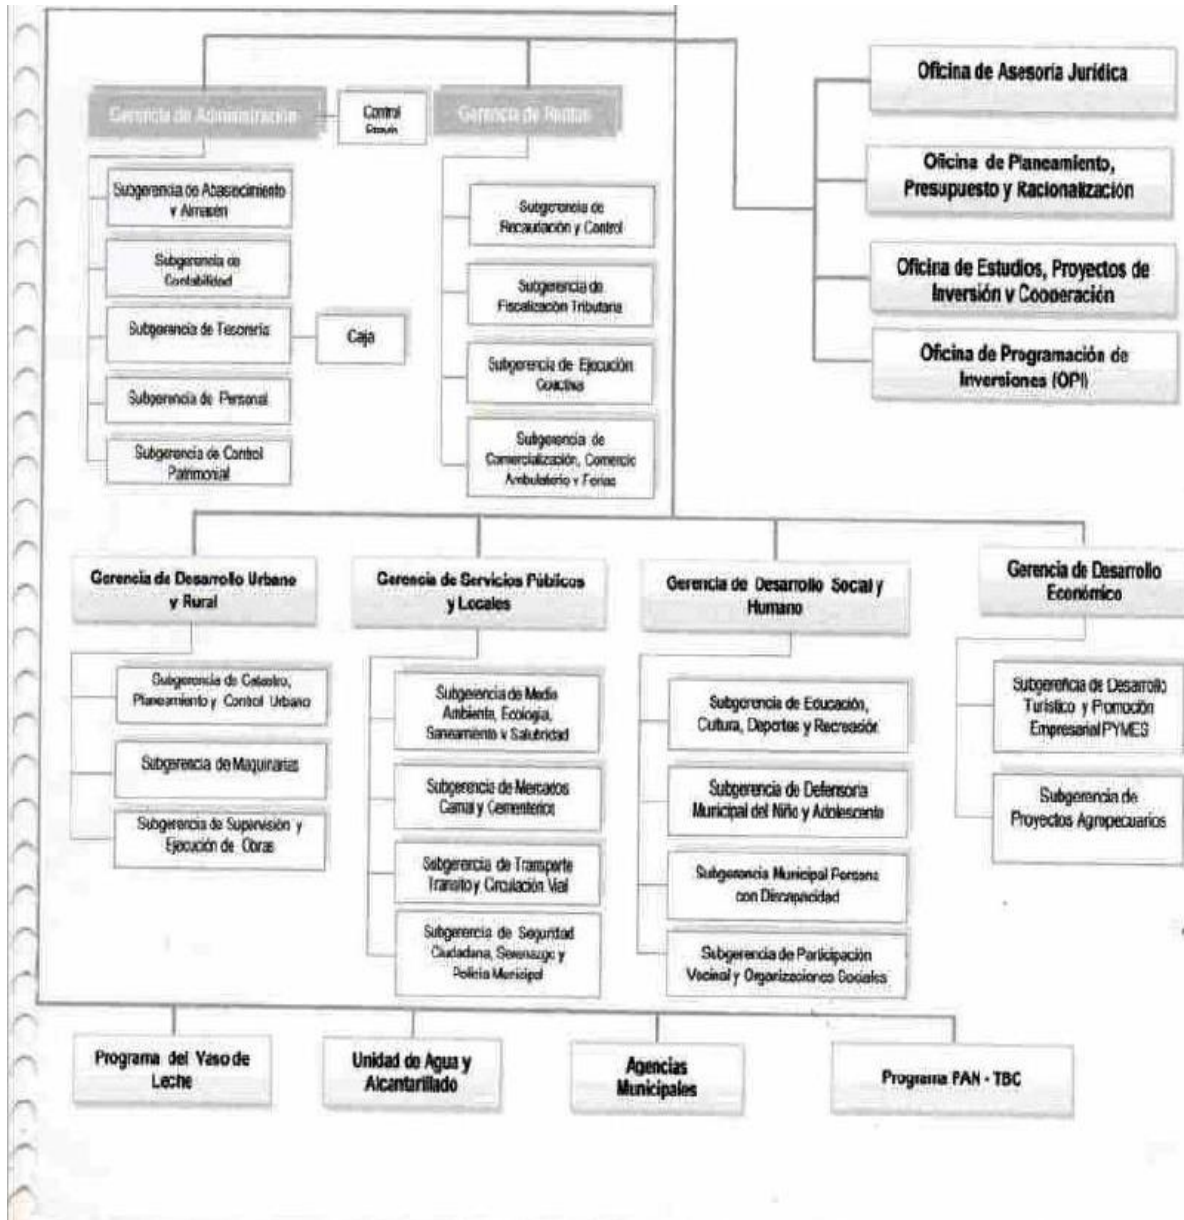 Oficina de Asesoría Jurídica
Gerencia de Administración
Control
Gerencia de Rentas
Oficina de Planeamiento,
Presupuesto y Racionalización
Subgerencia de Abastecimiento
y Almacén
Subgerencia de
Recaudación y Control
Subgerencia de
Contabilidad
Oficina de Estudios, Proyectos de
Inversión y Cooperación
Subgerencia de
Fiscalización Tributaria
Subgerencia de Tesorería
Caja
Oficina de Programación de
Inversiones (OPI)
Subgerencia de Ejecución
Coactiva
Subgerencia de Personal
Subgerencia de Control
Patrimonial
Subgerencia de
Comercialización, Comercio
Ambulatorio y Ferias
Gerencia de Desarrollo Urbano
y Rural
Gerencia de Servicios Públicos
y Locales
Gerencia de Desarrollo Social y
Humano
Gerencia de Desarrollo
Económico
Subgerencia de Catastro,
Planeamiento y Control Urbano
Subgerencia de Maquinarias
Subgerencia de Supervisión y
Ejecución de Obras
Subgerencia de Medio
Ambiente, Ecología,
Saneamiento y Salubridad
Subgerencia de Mercados
Camal y Cementerios
Subgerencia de Transporte
Transito y Circulación Vial
Subgerencia de Seguridad
Ciudadana, Serenazgo y
Policía Municipal
Subgerencia de Educación,
Cultura, Deportes y Recreación
Subgerencia de Defensoría
Municipal del Niño y Adolescente
Subgerencia Municipal Persona
con Discapacidad
Subgerencia de Participación
Vecinal y Organizaciones Sociales
Subgerencia de Desarrollo
Turístico y Promoción
Empresarial PYMES
Subgerencia de
Proyectos Agropecuarios
Programa del Vaso de
Leche
Unidad de Agua y
Alcantarillado
Agencias
Municipales
Programa PAN - TBC